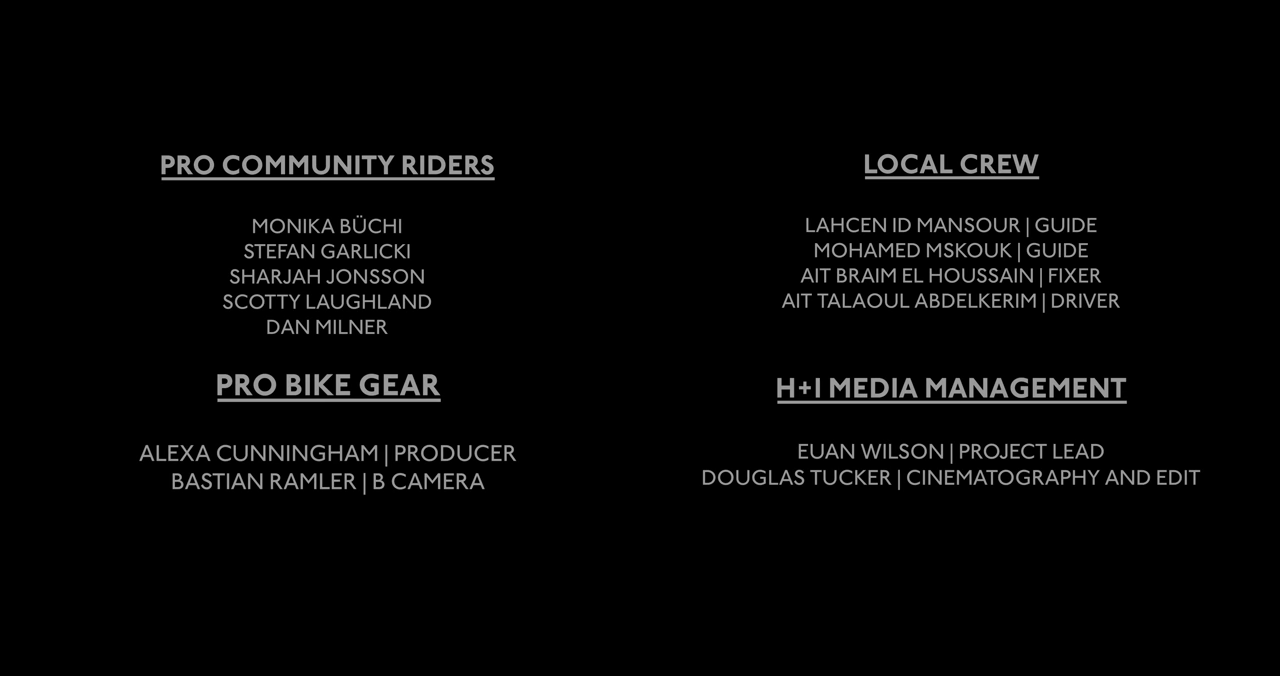 PRO COMMUNITY RIDERS
MONIKA BÜCHI
STEFAN GARLICKI
SHARJAH JONSSON
SCOTTY LAUGHLAND
DAN MILNER
PRO BIKE GEAR
ALEXA CUNNINGHAM | PRODUCER
BASTIAN RAMLER | B CAMERA
LOCAL CREW
LAHCEN ID MANSOUR | GUIDE
MOHAMED MSKOUK | GUIDE
AIT BRAIM EL HOUSSAIN | FIXER
AIT TALAOUL ABDELKERIM | DRIVER
H+I MEDIA MANAGEMENT
EUAN WILSON | PROJECT LEAD
DOUGLAS TUCKER | CINEMATOGRAPHY AND EDIT